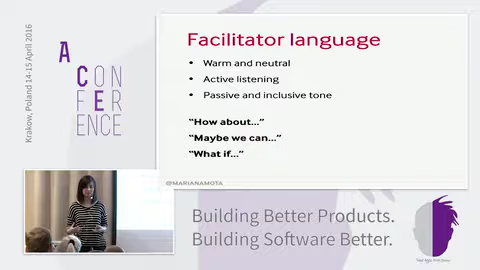 Krakow, Poland 14-15 April 2016
A
CON
FER
ENCE
Facilitator language
• Warm and neutral
• Active listening
• Passive and inclusive tone
“How about...”
“Maybe we can...”
“What if...”
@MARIANAMOTA
Building Better Products.
Building Software Better.